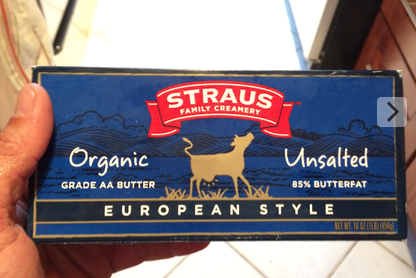 STRAUS
FAMILY CREAMERY
Organic
Unsalted
GRADE AA BUTTER
85% BUTTERFAT
EUROPEAN STYLE
NET WT. 16 OZ. (1LB) (454g)